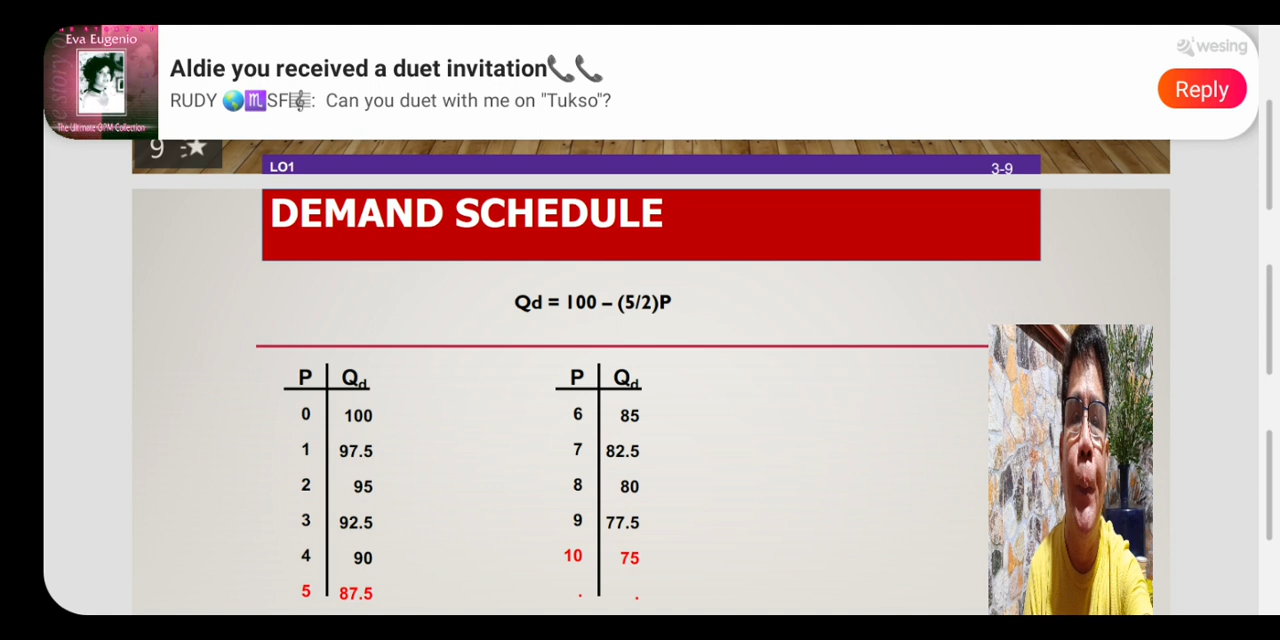 Eva Eugenio
The Ultimate OPM Collection
wesing
Aldie you received a duet invitation📞📞
RUDY 🌎♏SF🎼: Can you duet with me on "Tukso"?
Reply
9
LO1 3-9
DEMAND SCHEDULE
Qd = 100 – (5/2)P
P Qd P Qd
0 100 6 85
1 97.5 7 82.5
2 95 8 80
3 92.5 9 77.5
4 90 10 75
5 87.5 . .